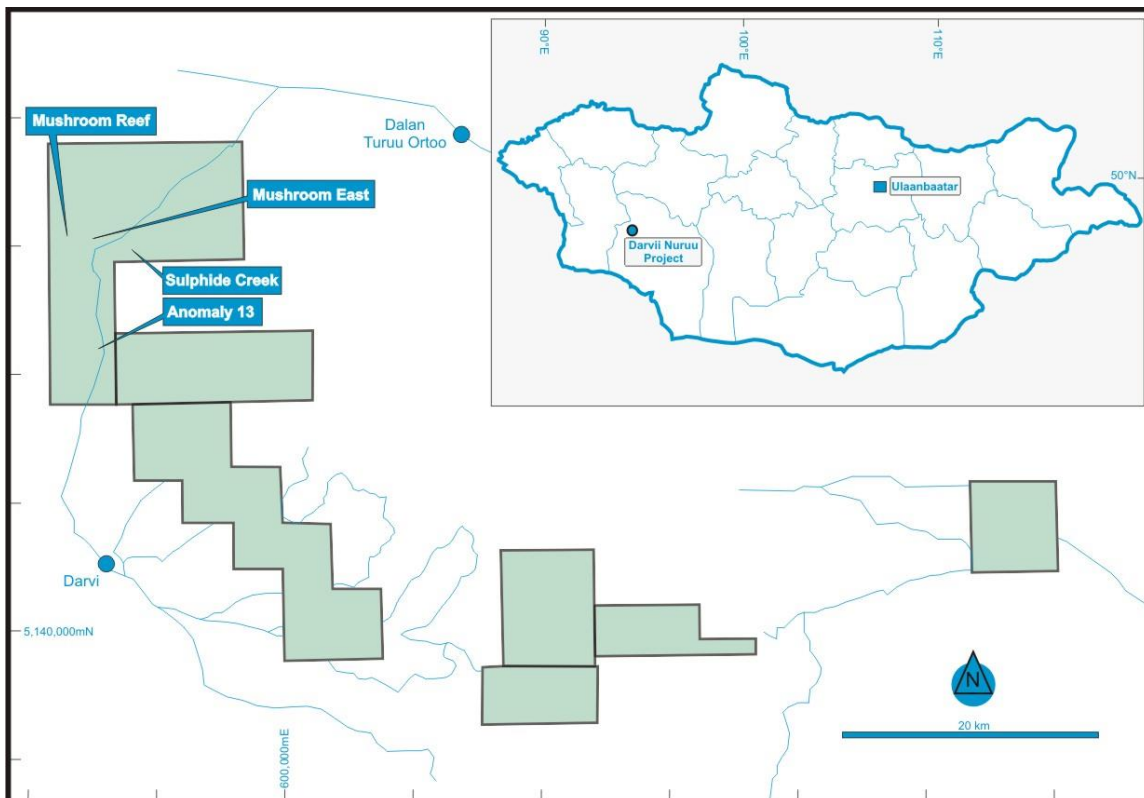 90°E
100°E
110°E
Mushroom Reef
Dalan
Turuu Ortoo
50°N
Ulaanbaatar
Mushroom East
Darvii Nuruu
Project
Sulphide Creek
Anomaly 13
Darvi
5,140,000mN
N
20 km
600,000mE